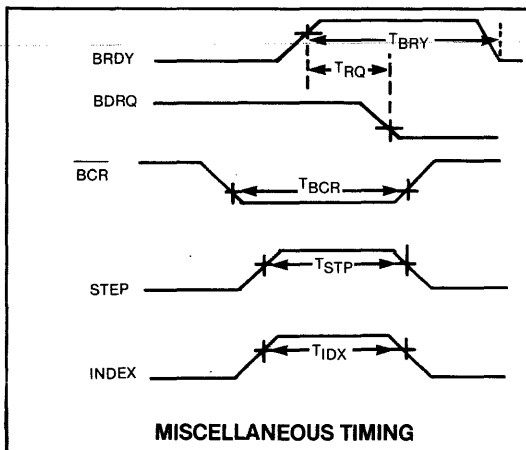 BRDY
TBRY
TRQ
BDRQ
BCR
TBCR
STEP
TSTP
INDEX
TIDX
MISCELLANEOUS TIMING